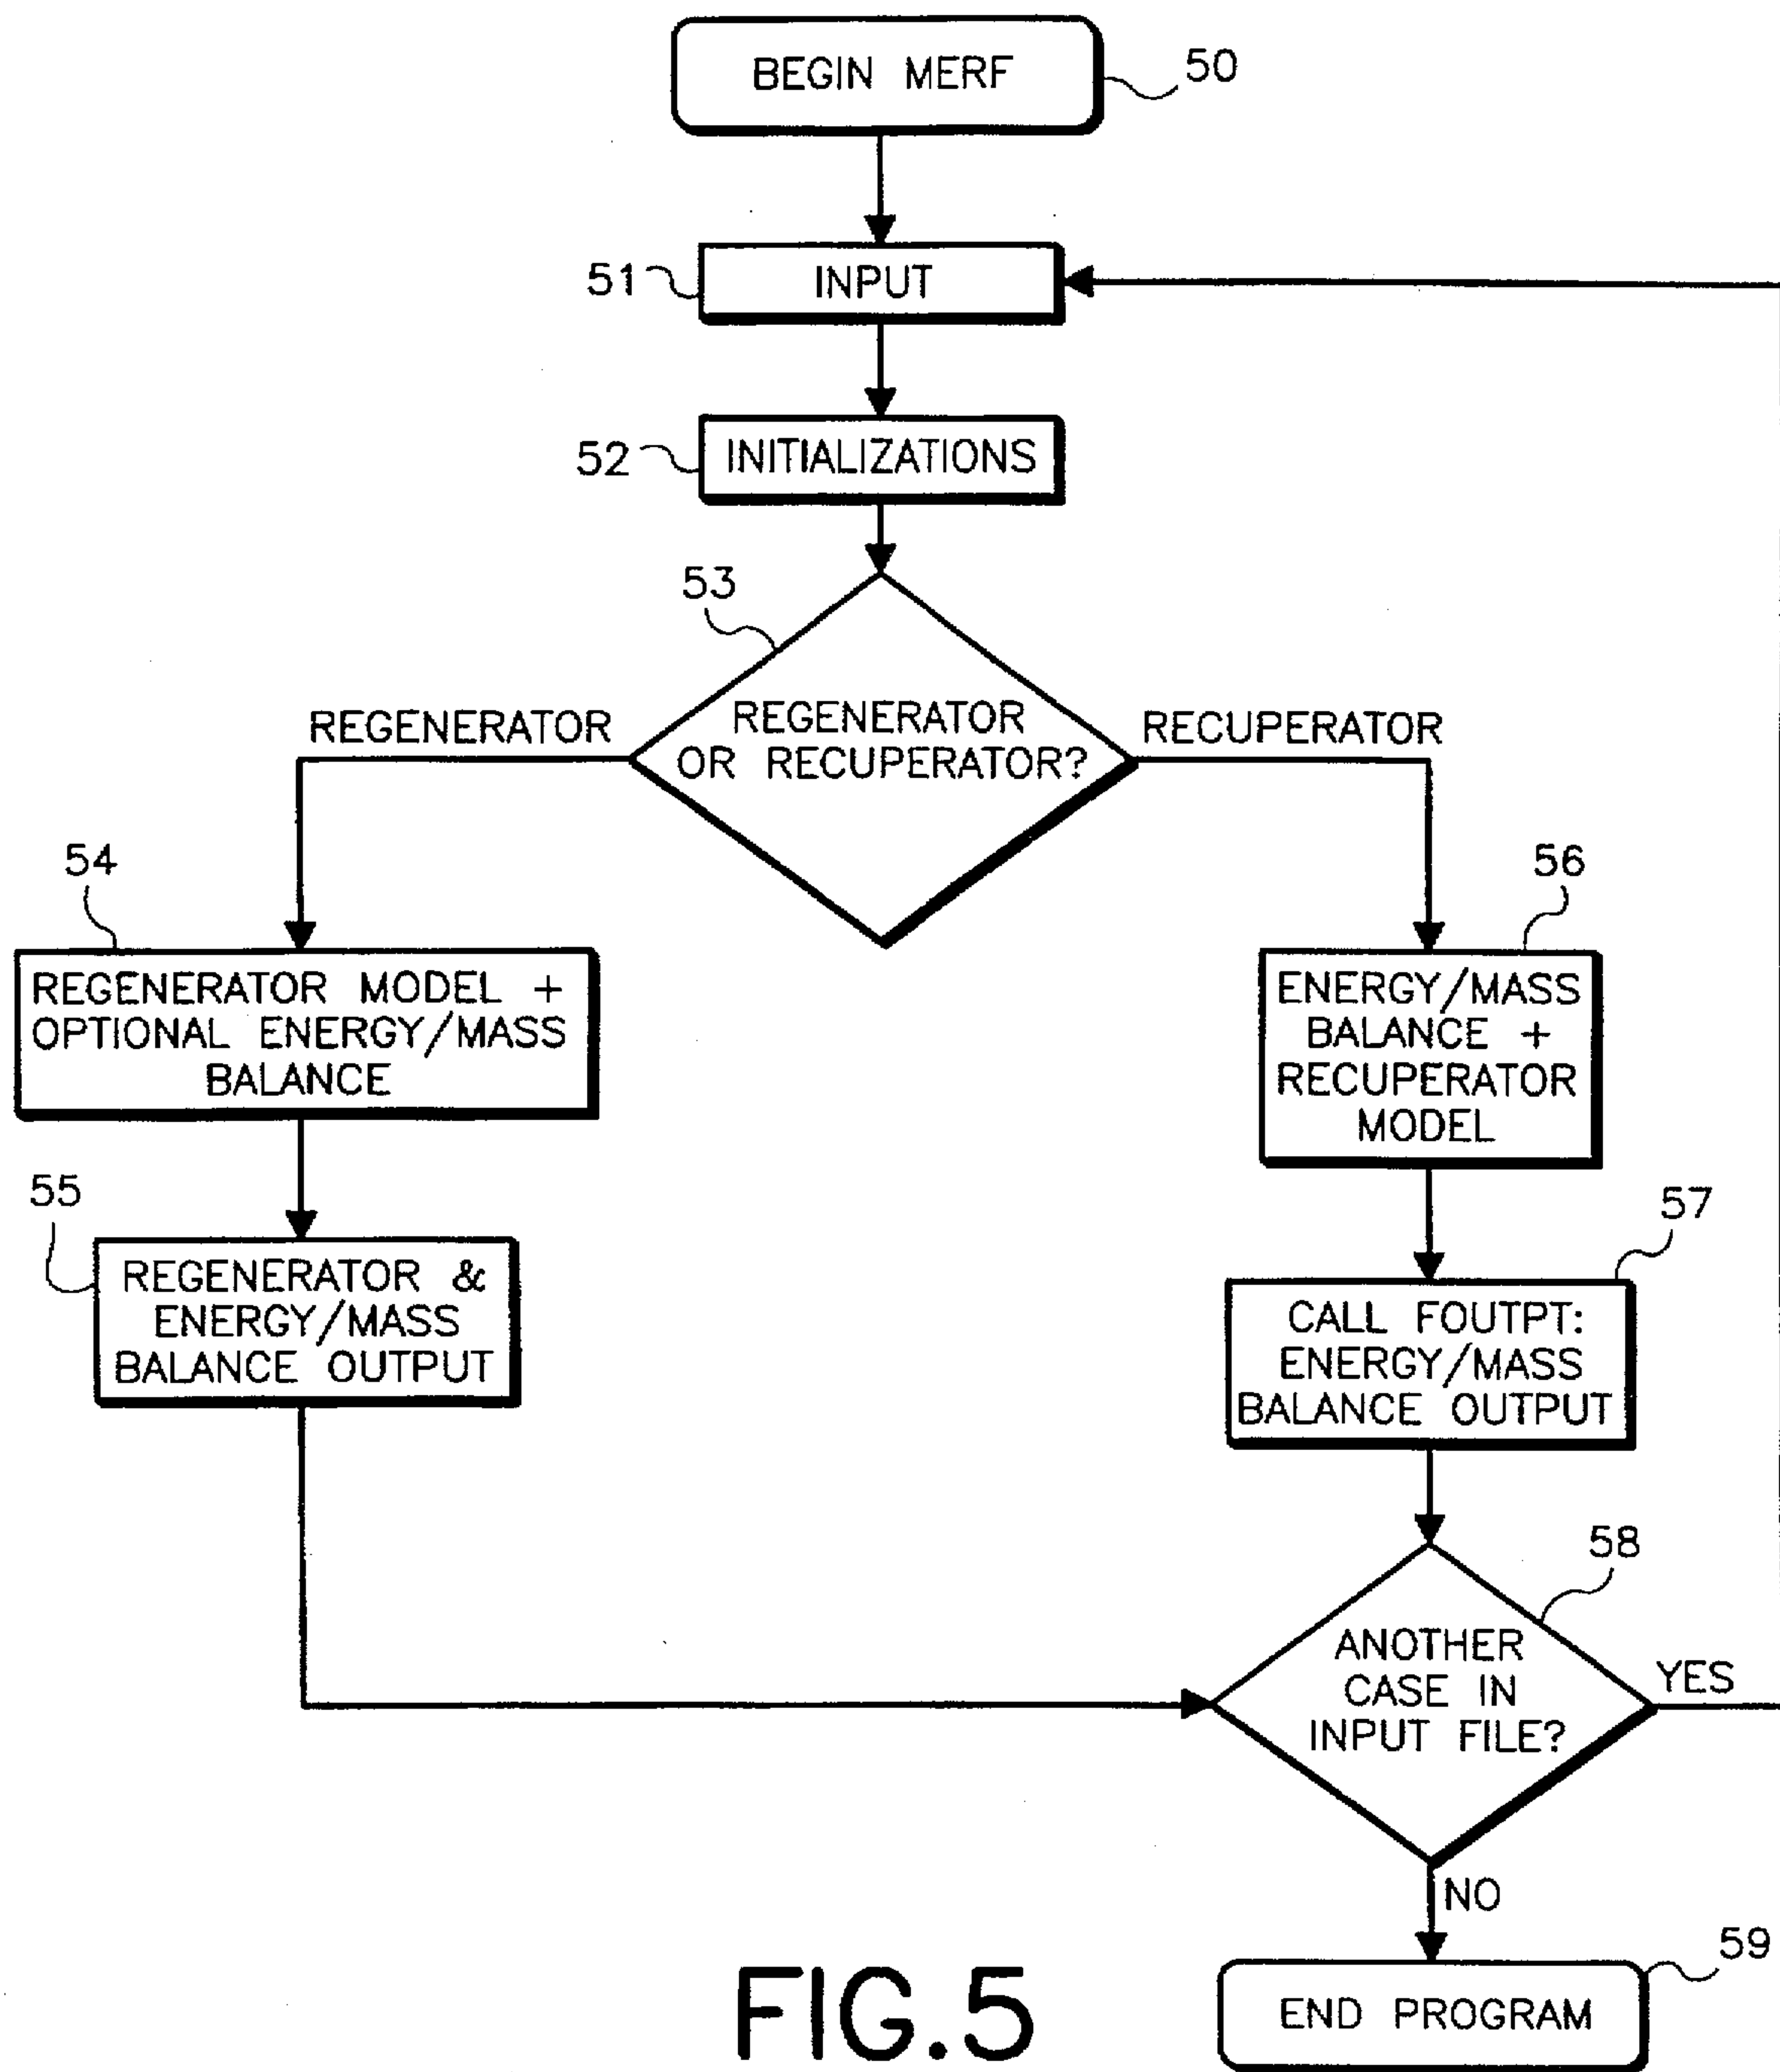 BEGIN MERF
50
51
INPUT
52
INITIALIZATIONS
53
REGENERATOR
REGENERATOR
OR RECUPERATOR?
RECUPERATOR
54
REGENERATOR MODEL +
OPTIONAL ENERGY/MASS
BALANCE
56
ENERGY/MASS
BALANCE +
RECUPERATOR
MODEL
55
REGENERATOR &
ENERGY/MASS
BALANCE OUTPUT
57
CALL FOUTPT:
ENERGY/MASS
BALANCE OUTPUT
58
ANOTHER
CASE IN
INPUT FILE?
YES
NO
59
END PROGRAM
FIG.5